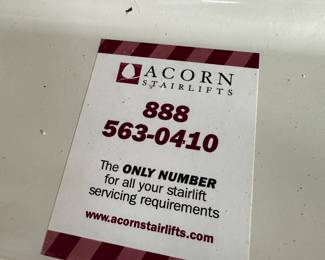 ACORN
STAIRLIFTS
888
563-0410
The ONLY NUMBER
for all your stairlift
servicing requirements
www.acornstairlifts.com